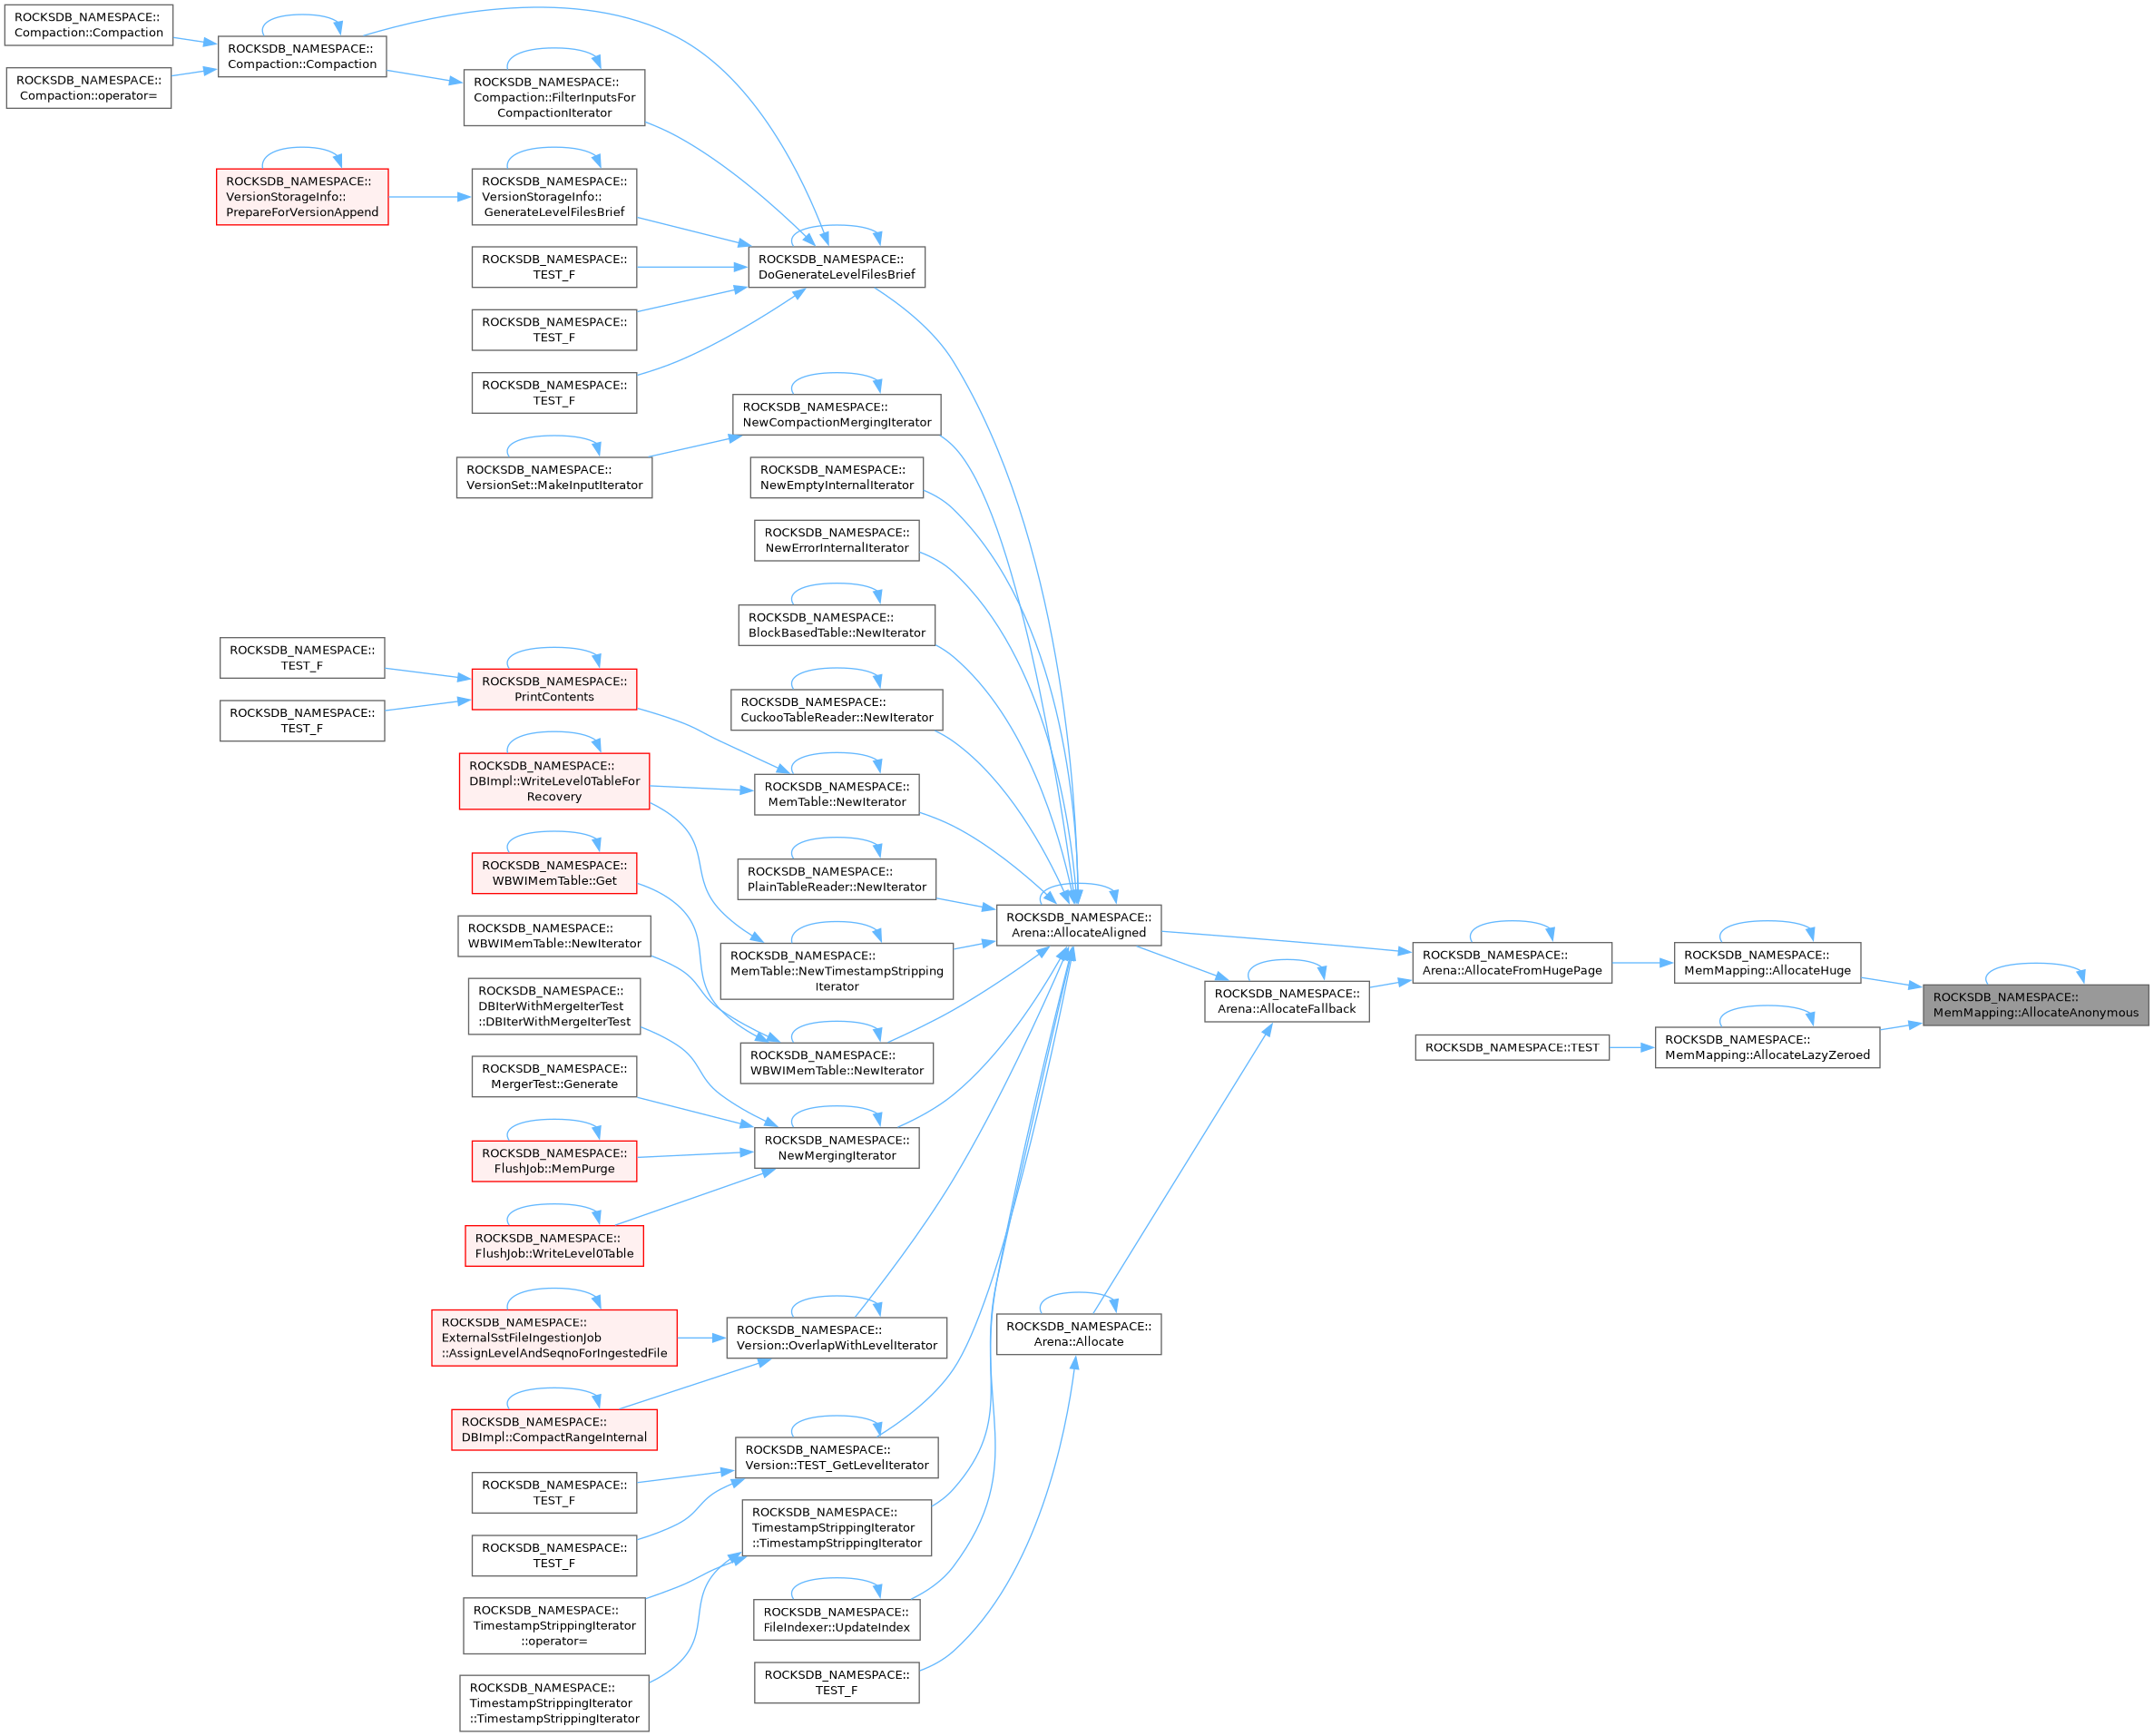 ROCKSDB_NAMESPACE::
Compaction::Compaction
ROCKSDB_NAMESPACE::
Compaction::operator=
ROCKSDB_NAMESPACE::
Compaction::Compaction
ROCKSDB_NAMESPACE::
VersionStorageInfo::
PrepareForVersionAppend
ROCKSDB_NAMESPACE::
TEST_F
ROCKSDB_NAMESPACE::
TEST_F
ROCKSDB_NAMESPACE::
Compaction::FilterInputsFor
CompactionIterator
ROCKSDB_NAMESPACE::
VersionStorageInfo::
GenerateLevelFilesBrief
ROCKSDB_NAMESPACE::
TEST_F
ROCKSDB_NAMESPACE::
TEST_F
ROCKSDB_NAMESPACE::
TEST_F
ROCKSDB_NAMESPACE::
VersionSet::MakeInputIterator
ROCKSDB_NAMESPACE::
PrintContents
ROCKSDB_NAMESPACE::
DBImpl::WriteLevel0TableFor
Recovery
ROCKSDB_NAMESPACE::
WBWIMemTable::Get
ROCKSDB_NAMESPACE::
WBWIMemTable::NewIterator
ROCKSDB_NAMESPACE::
DBIterWithMergeIterTest
::DBIterWithMergeIterTest
ROCKSDB_NAMESPACE::
MergerTest::Generate
ROCKSDB_NAMESPACE::
FlushJob::MemPurge
ROCKSDB_NAMESPACE::
FlushJob::WriteLevel0Table
ROCKSDB_NAMESPACE::
ExternalSstFileIngestionJob
::AssignLevelAndSeqnoForIngestedFile
ROCKSDB_NAMESPACE::
DBImpl::CompactRangeInternal
ROCKSDB_NAMESPACE::
TEST_F
ROCKSDB_NAMESPACE::
TEST_F
ROCKSDB_NAMESPACE::
TimestampStrippingIterator
::operator=
ROCKSDB_NAMESPACE::
TimestampStrippingIterator
::TimestampStrippingIterator
ROCKSDB_NAMESPACE::
DoGenerateLevelFilesBrief
ROCKSDB_NAMESPACE::
NewCompactionMergingIterator
ROCKSDB_NAMESPACE::
NewEmptyInternalIterator
ROCKSDB_NAMESPACE::
NewErrorInternalIterator
ROCKSDB_NAMESPACE::
BlockBasedTable::NewIterator
ROCKSDB_NAMESPACE::
CuckooTableReader::NewIterator
ROCKSDB_NAMESPACE::
MemTable::NewIterator
ROCKSDB_NAMESPACE::
PlainTableReader::NewIterator
ROCKSDB_NAMESPACE::
MemTable::NewTimestampStripping
Iterator
ROCKSDB_NAMESPACE::
WBWIMemTable::NewIterator
ROCKSDB_NAMESPACE::
NewMergingIterator
ROCKSDB_NAMESPACE::
Version::OverlapWithLevelIterator
ROCKSDB_NAMESPACE::
Version::TEST_GetLevelIterator
ROCKSDB_NAMESPACE::
TimestampStrippingIterator
::TimestampStrippingIterator
ROCKSDB_NAMESPACE::
FileIndexer::UpdateIndex
ROCKSDB_NAMESPACE::
TEST_F
ROCKSDB_NAMESPACE::
Arena::AllocateAligned
ROCKSDB_NAMESPACE::
Arena::Allocate
ROCKSDB_NAMESPACE::
Arena::AllocateFallback
ROCKSDB_NAMESPACE::
Arena::AllocateFromHugePage
ROCKSDB_NAMESPACE::TEST
ROCKSDB_NAMESPACE::
MemMapping::AllocateHuge
ROCKSDB_NAMESPACE::
MemMapping::AllocateLazyZeroed
ROCKSDB_NAMESPACE::
MemMapping::AllocateAnonymous